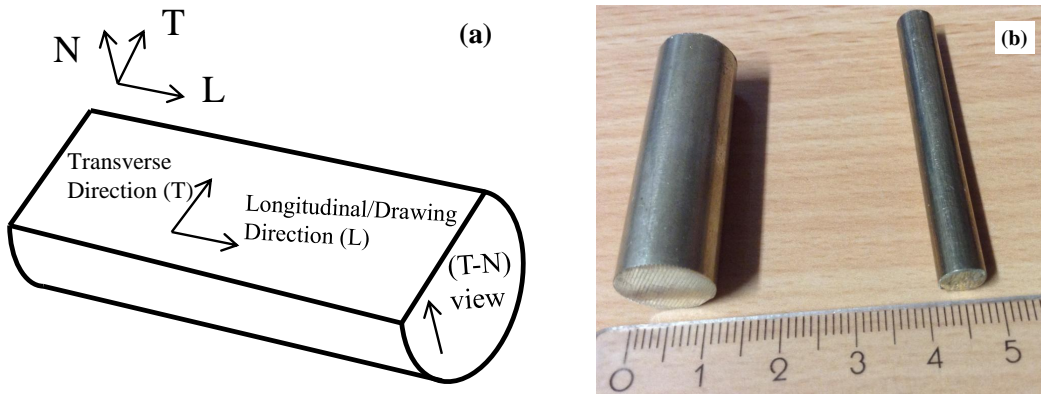 N
T
L
(a)
Transverse
Direction (T)
Longitudinal/Drawing
Direction (L)
(T-N)
view
(b)
0 1 2 3 4 5